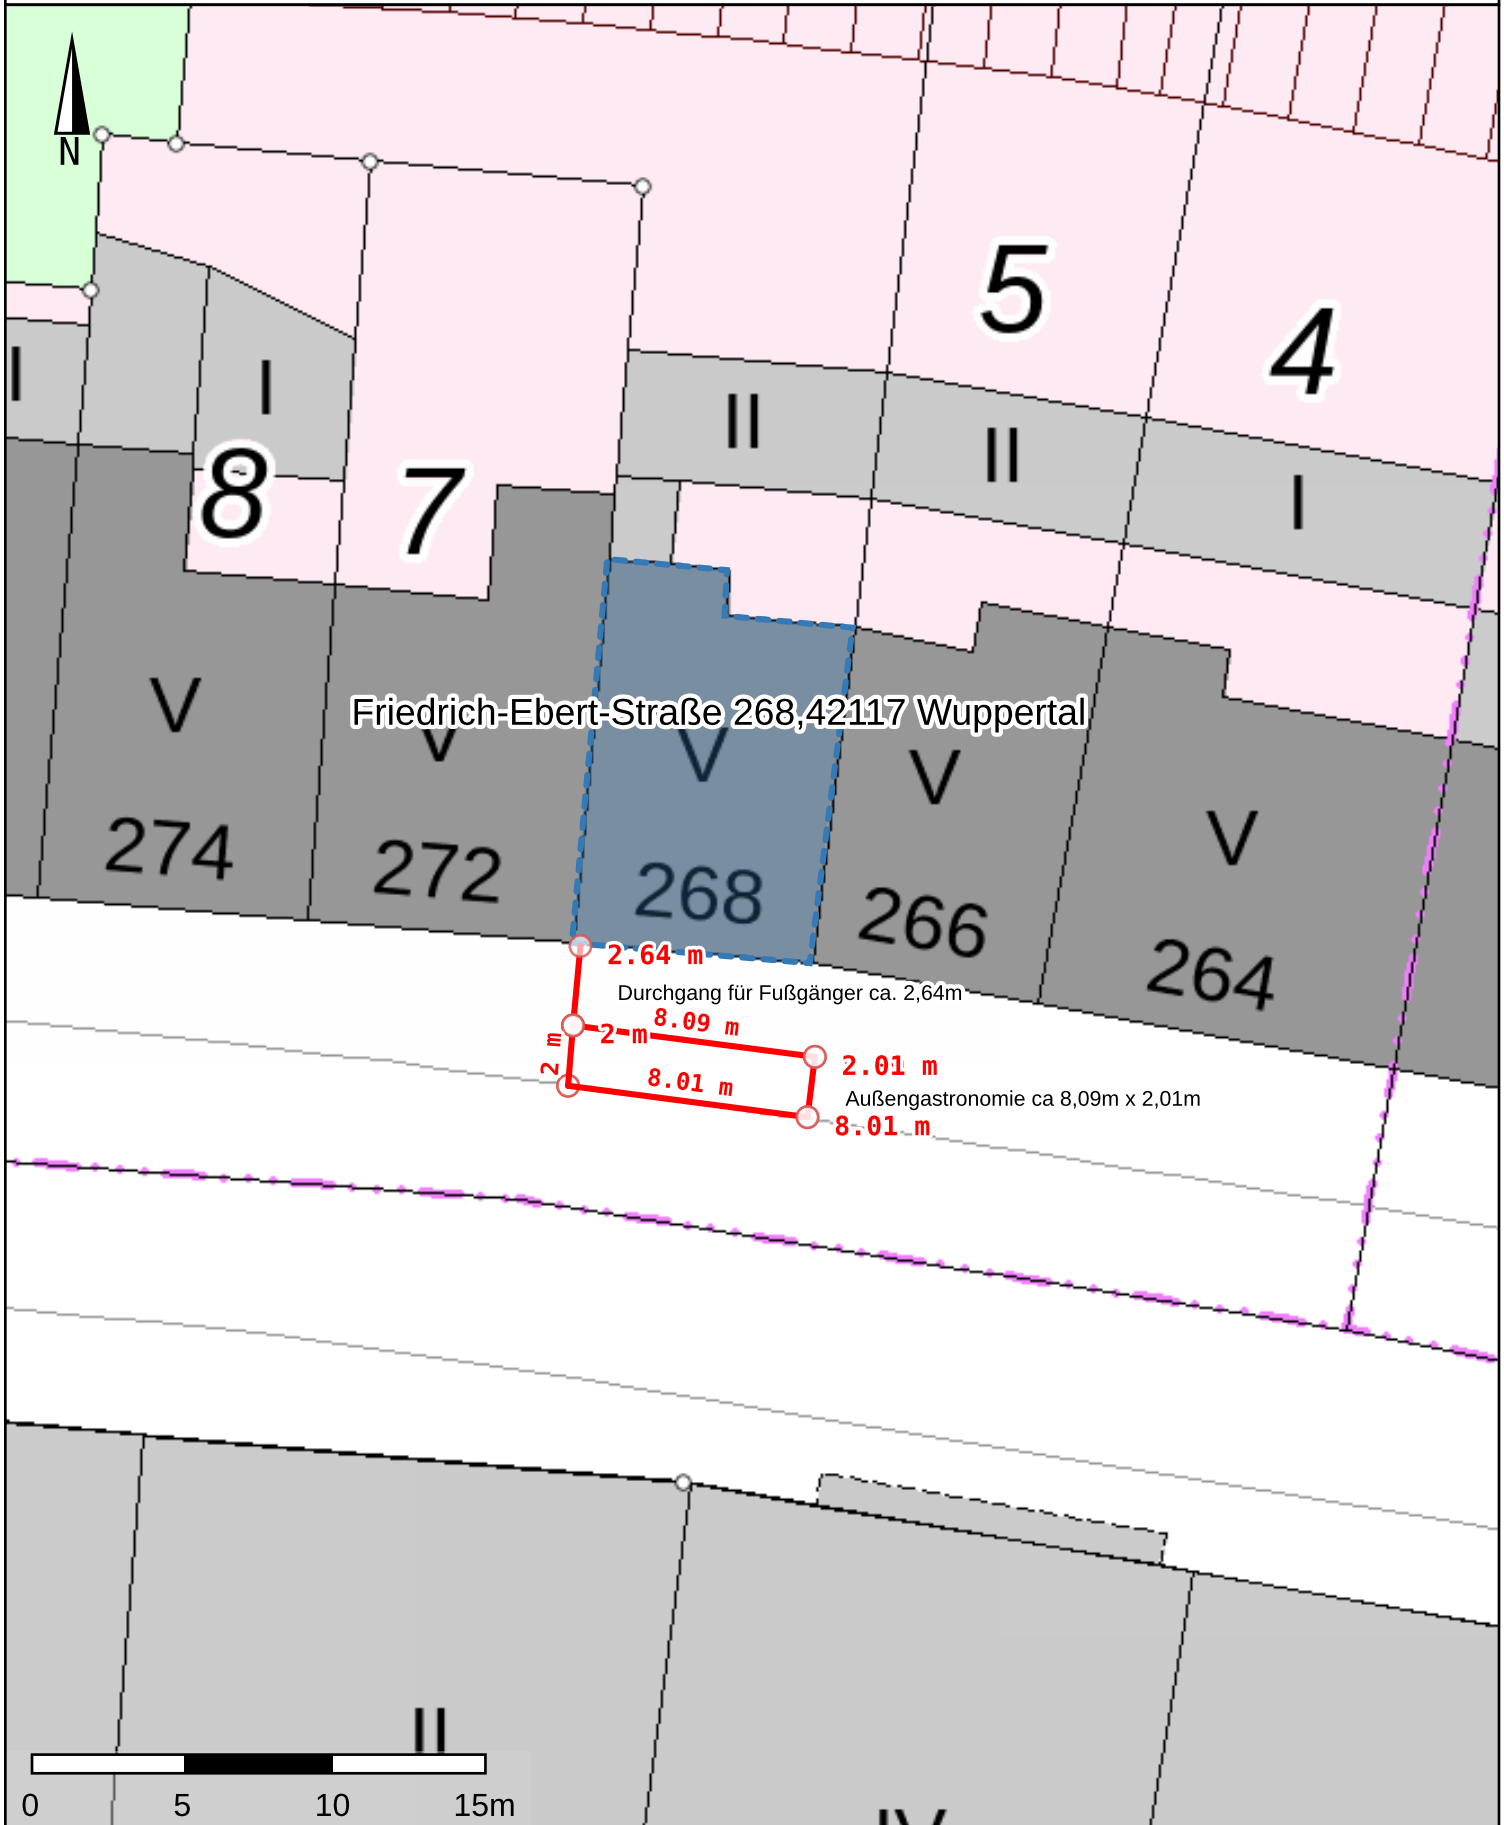 N
5
4
I
I
II
II
I
8
7
V
Friedrich-Ebert-Straße 268,42117 Wuppertal
V
V
V
V
274
272
268
266
264
2.64 m
Durchgang für Fußgänger ca. 2,64m
8.09 m
2 m
2 m
2.01 m
8.01 m
Außengastronomie ca 8,09m x 2,01m
8.01 m
II
IV
0 5 10 15m